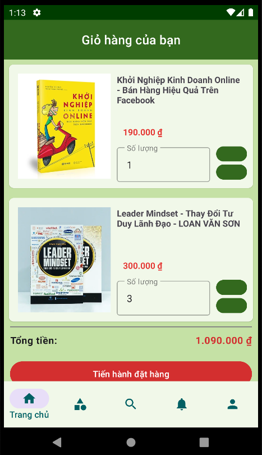 1:13
Giỏ hàng của bạn
KHỞI
NGHIỆP
KINH DOANH
ONLINE
Khởi Nghiệp Kinh Doanh Online
- Bán Hàng Hiệu Quả Trên
Facebook
190.000 ₫
Số lượng
1
LEADER
MINDSET
Leader Mindset - Thay Đổi Tư
Duy Lãnh Đạo - LOAN VĂN SƠN
300.000 ₫
Số lượng
3
Tổng tiền:
1.090.000 ₫
Tiến hành đặt hàng
Trang chủ